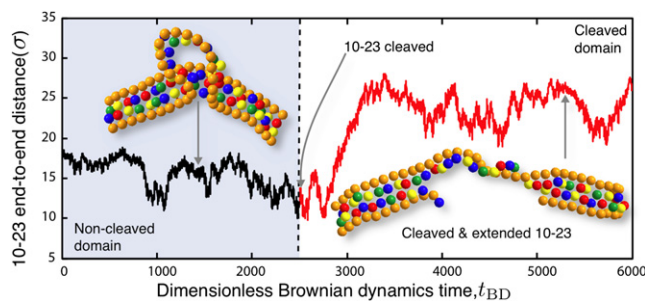 35
30
25
20
15
10
5
10-23 end-to-end distance(σ)
10-23 cleaved
Cleaved
domain
Non-cleaved
domain
Cleaved & extended 10-23
0
1000
2000
3000
4000
5000
6000
Dimensionless Brownian dynamics time,t_BD